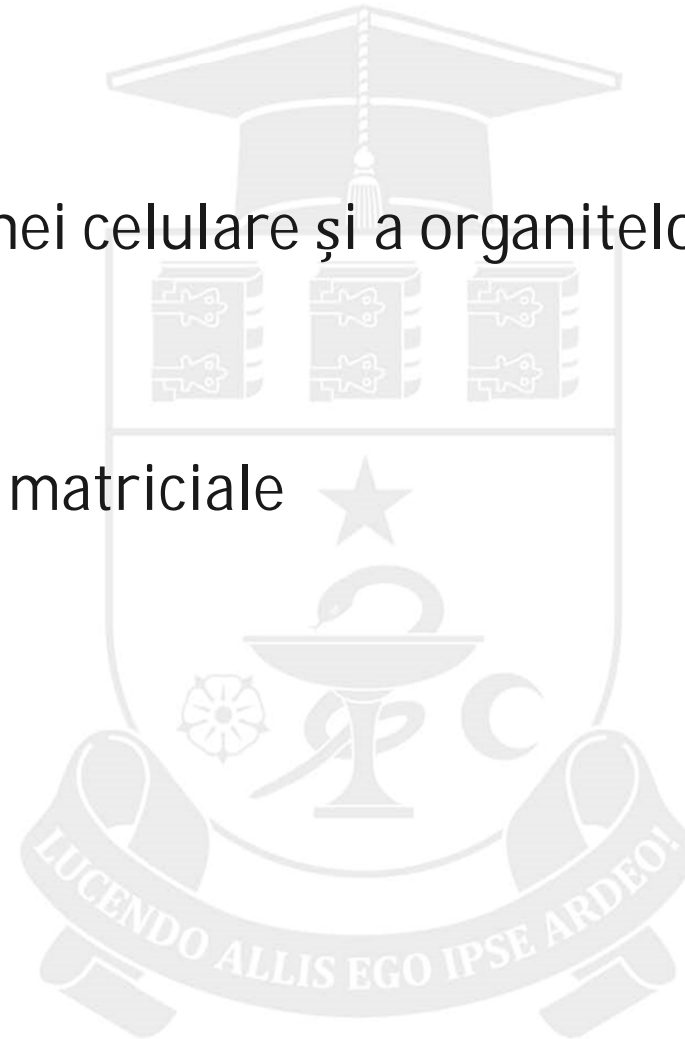 nei celulare și a organitelo
matriciale
LUCENDO ALLIS EGO IPSE ARDEO!